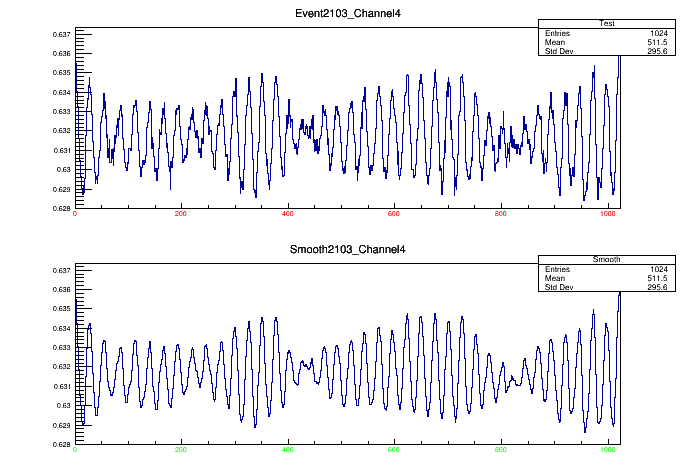 Event2103_Channel4
Test
Entries 1024
Mean 511.5
Std Dev 295.6
0.637
0.636
0.635
0.634
0.633
0.632
0.631
0.63
0.629
0.628
0 200 400 600 800 1000
Smooth2103_Channel4
Smooth
Entries 1024
Mean 511.5
Std Dev 295.6
0.637
0.636
0.635
0.634
0.633
0.632
0.631
0.63
0.629
0.628
0 200 400 600 800 1000